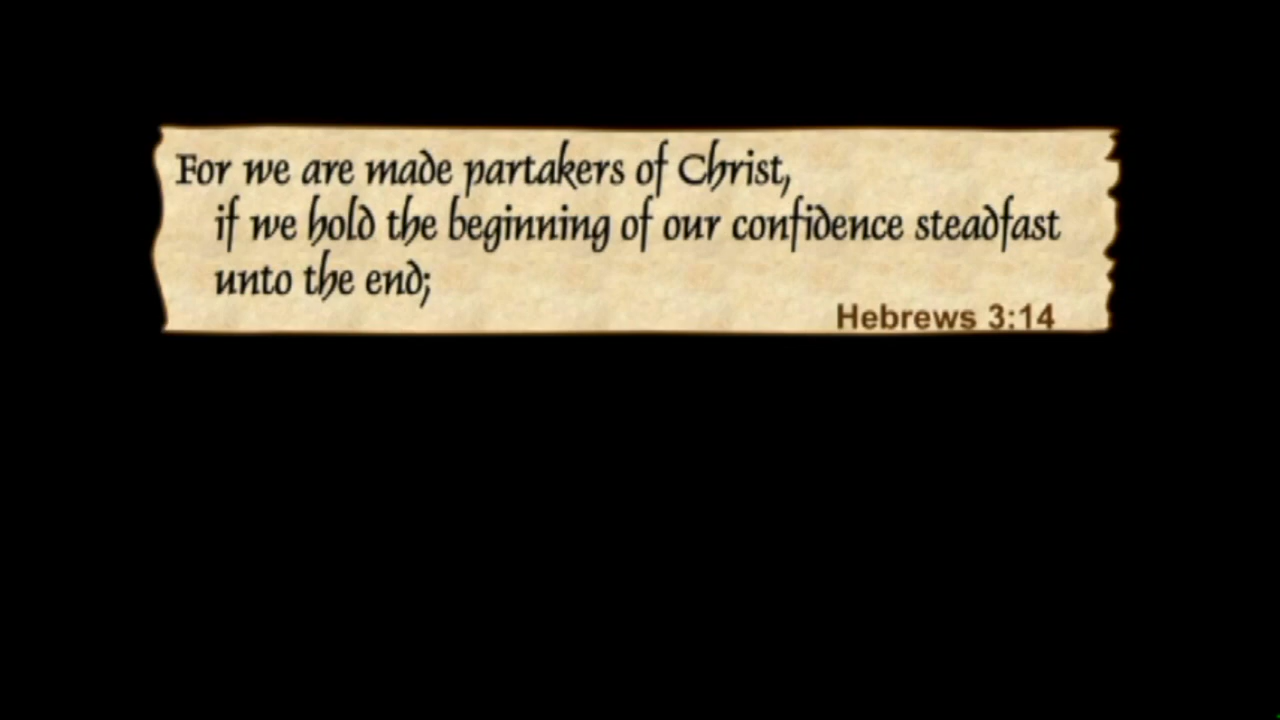 For we are made partakers of Christ,
if we hold the beginning of our confidence steadfast
unto the end;
Hebrews 3:14